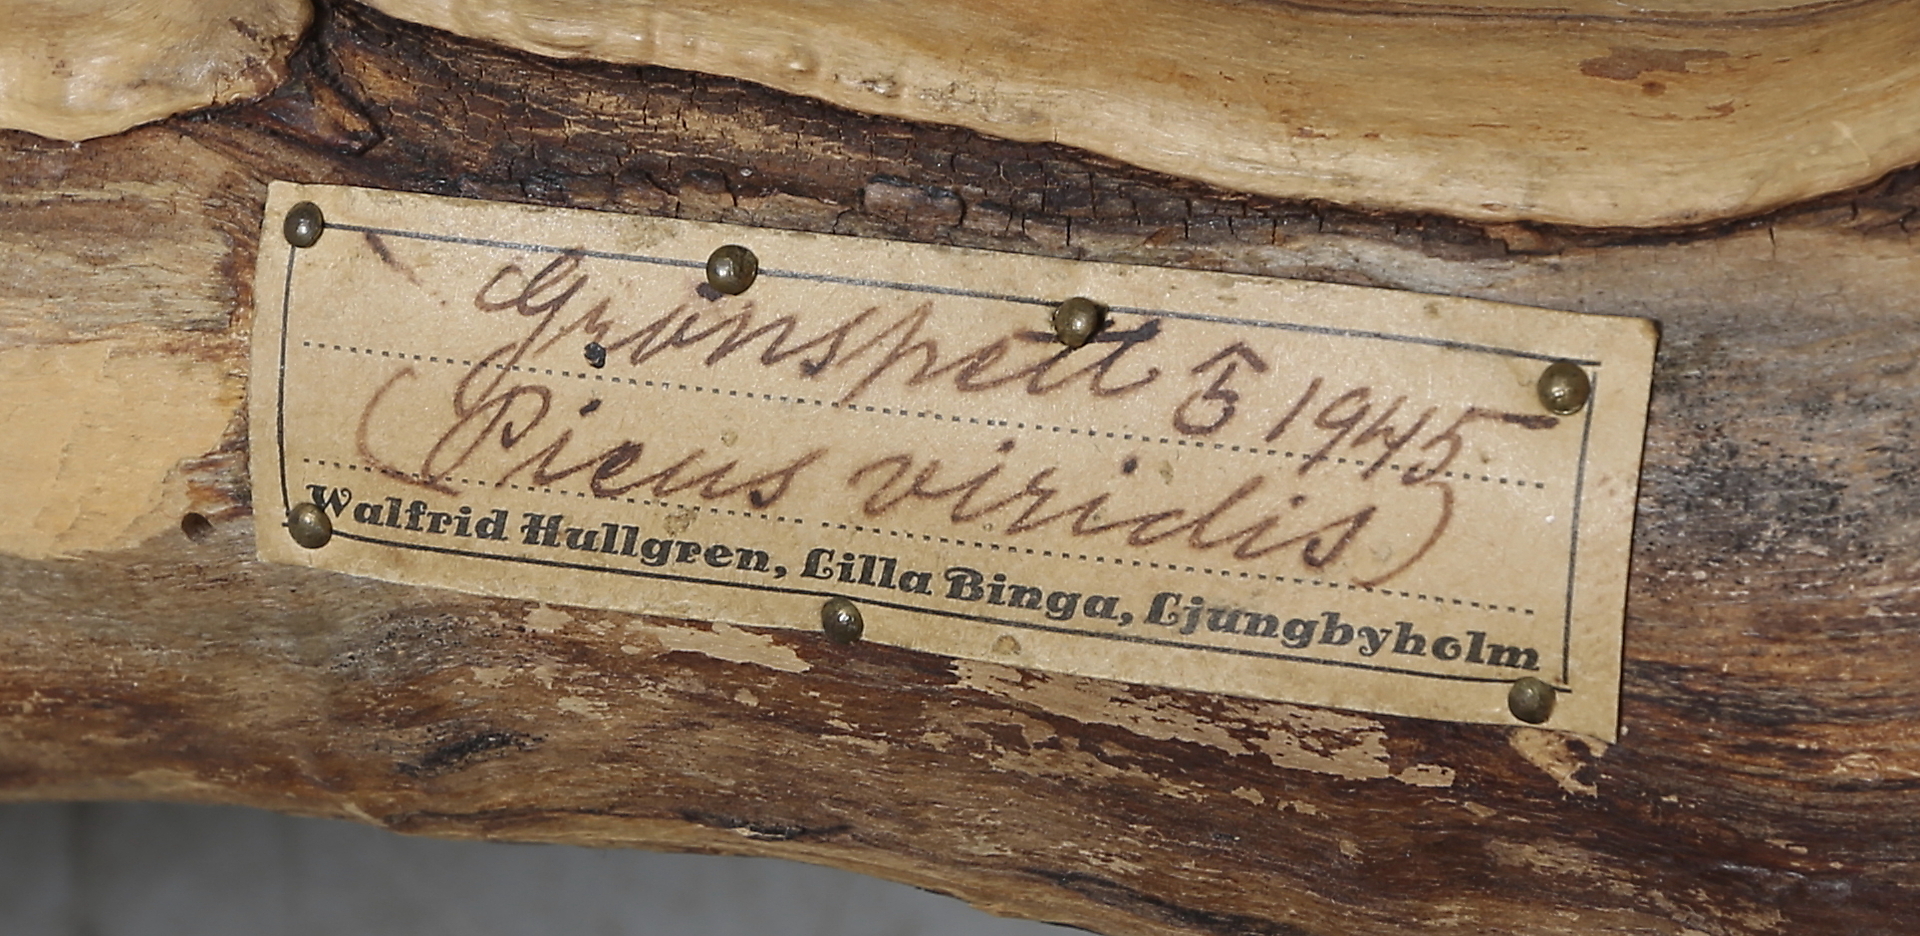 Grönspett ♂ 1945
(Picus viridis)
Walfrid Hullgren, Lilla Binga, Ljungbyholm